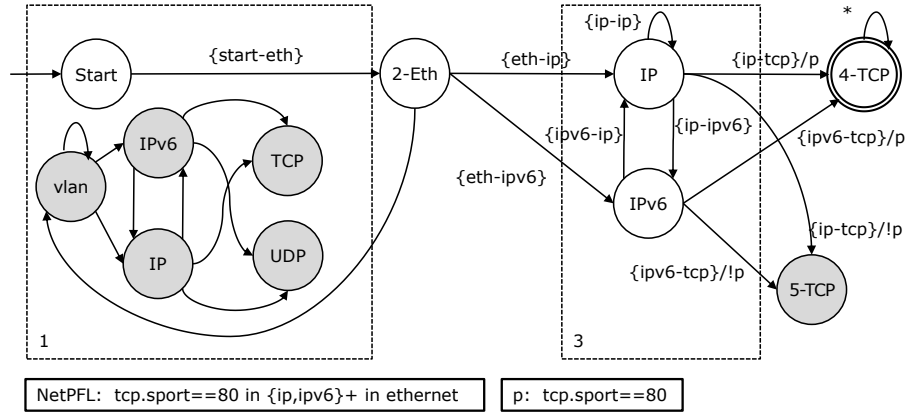 *
{ip-ip}
{start-eth}
{eth-ip}
{ip-tcp}/p
Start
2-Eth
IP
4-TCP
IPv6
{ipv6-ip}
{ip-ipv6}
{ipv6-tcp}/p
TCP
vlan
{eth-ipv6}
IPv6
{ip-tcp}/!p
IP
UDP
{ipv6-tcp}/!p
5-TCP
1
3
NetPFL: tcp.sport==80 in {ip,ipv6}+ in ethernet
p: tcp.sport==80